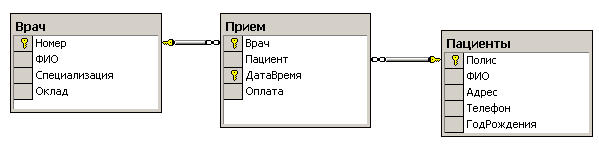 Врач
Номер
ФИО
Специализация
Оклад
Прием
Врач
Пациент
ДатаВремя
Оплата
Пациенты
Полис
ФИО
Адрес
Телефон
ГодРождения